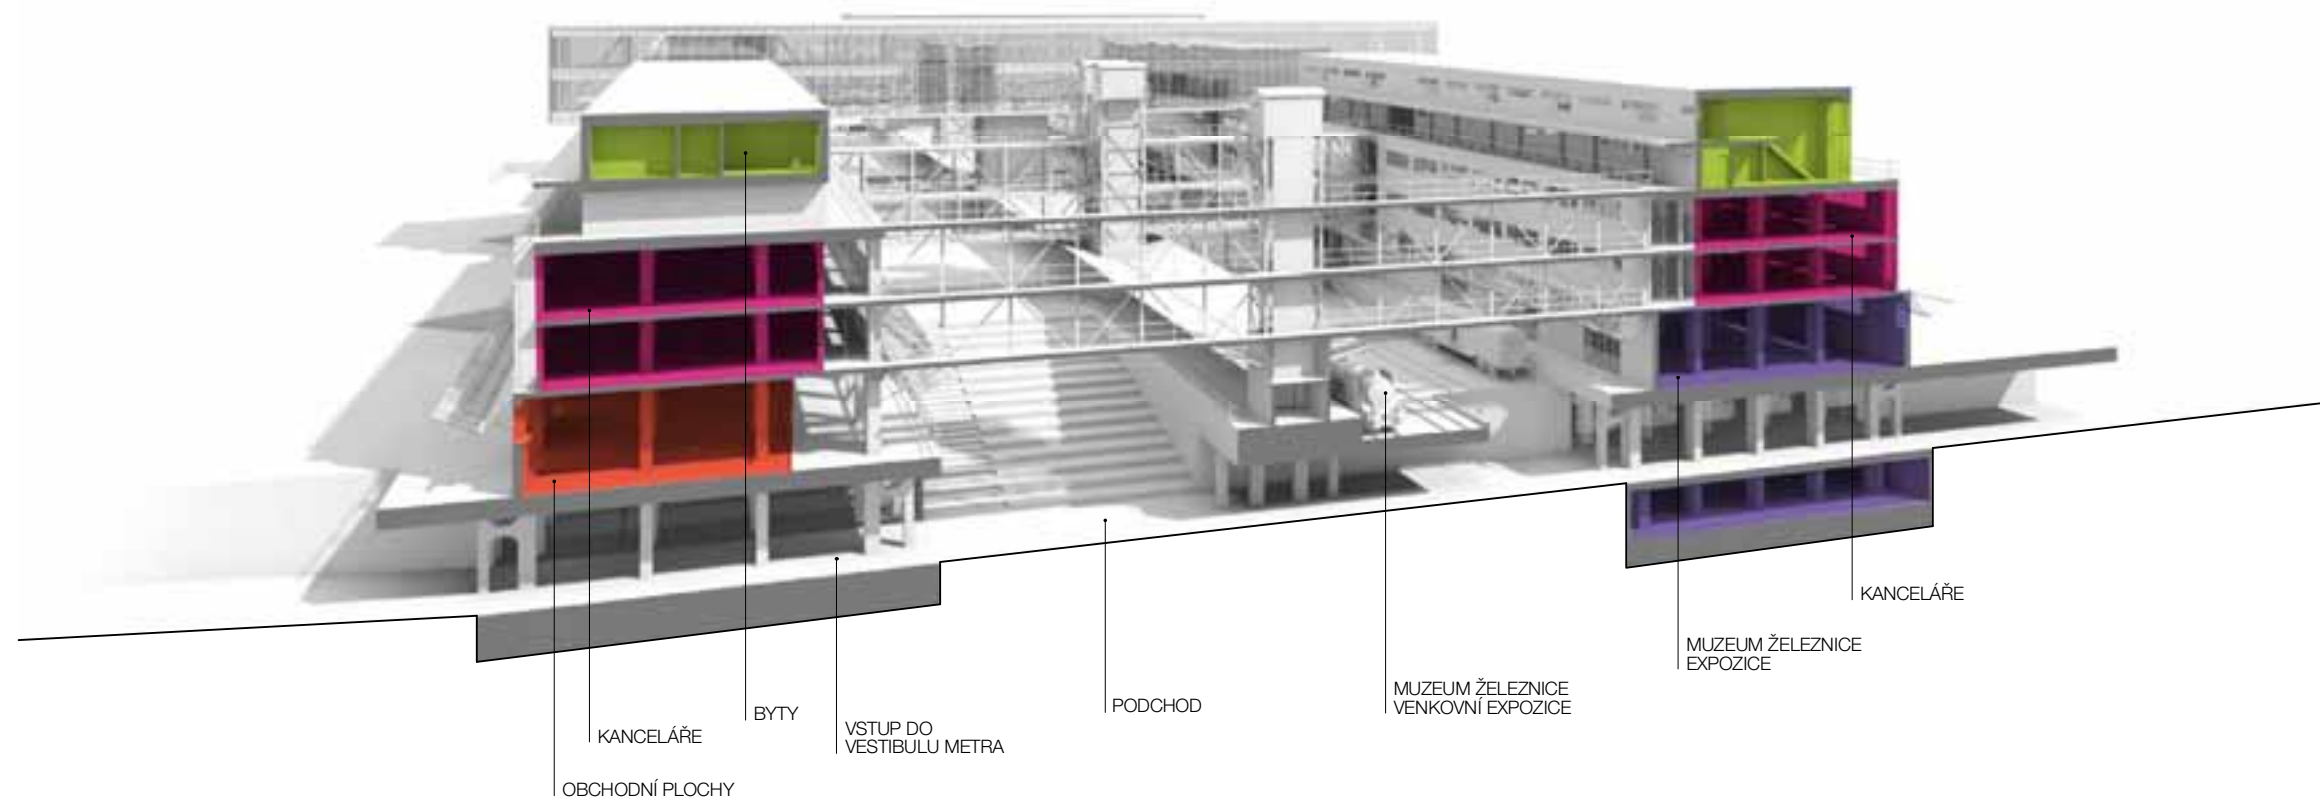 KANCELÁŘE
MUZEUM ŽELEZNICE
EXPOZICE
MUZEUM ŽELEZNICE
VENKOVNÍ EXPOZICE
PODCHOD
BYTY
VSTUP DO
VESTIBULU METRA
KANCELÁŘE
OBCHODNÍ PLOCHY